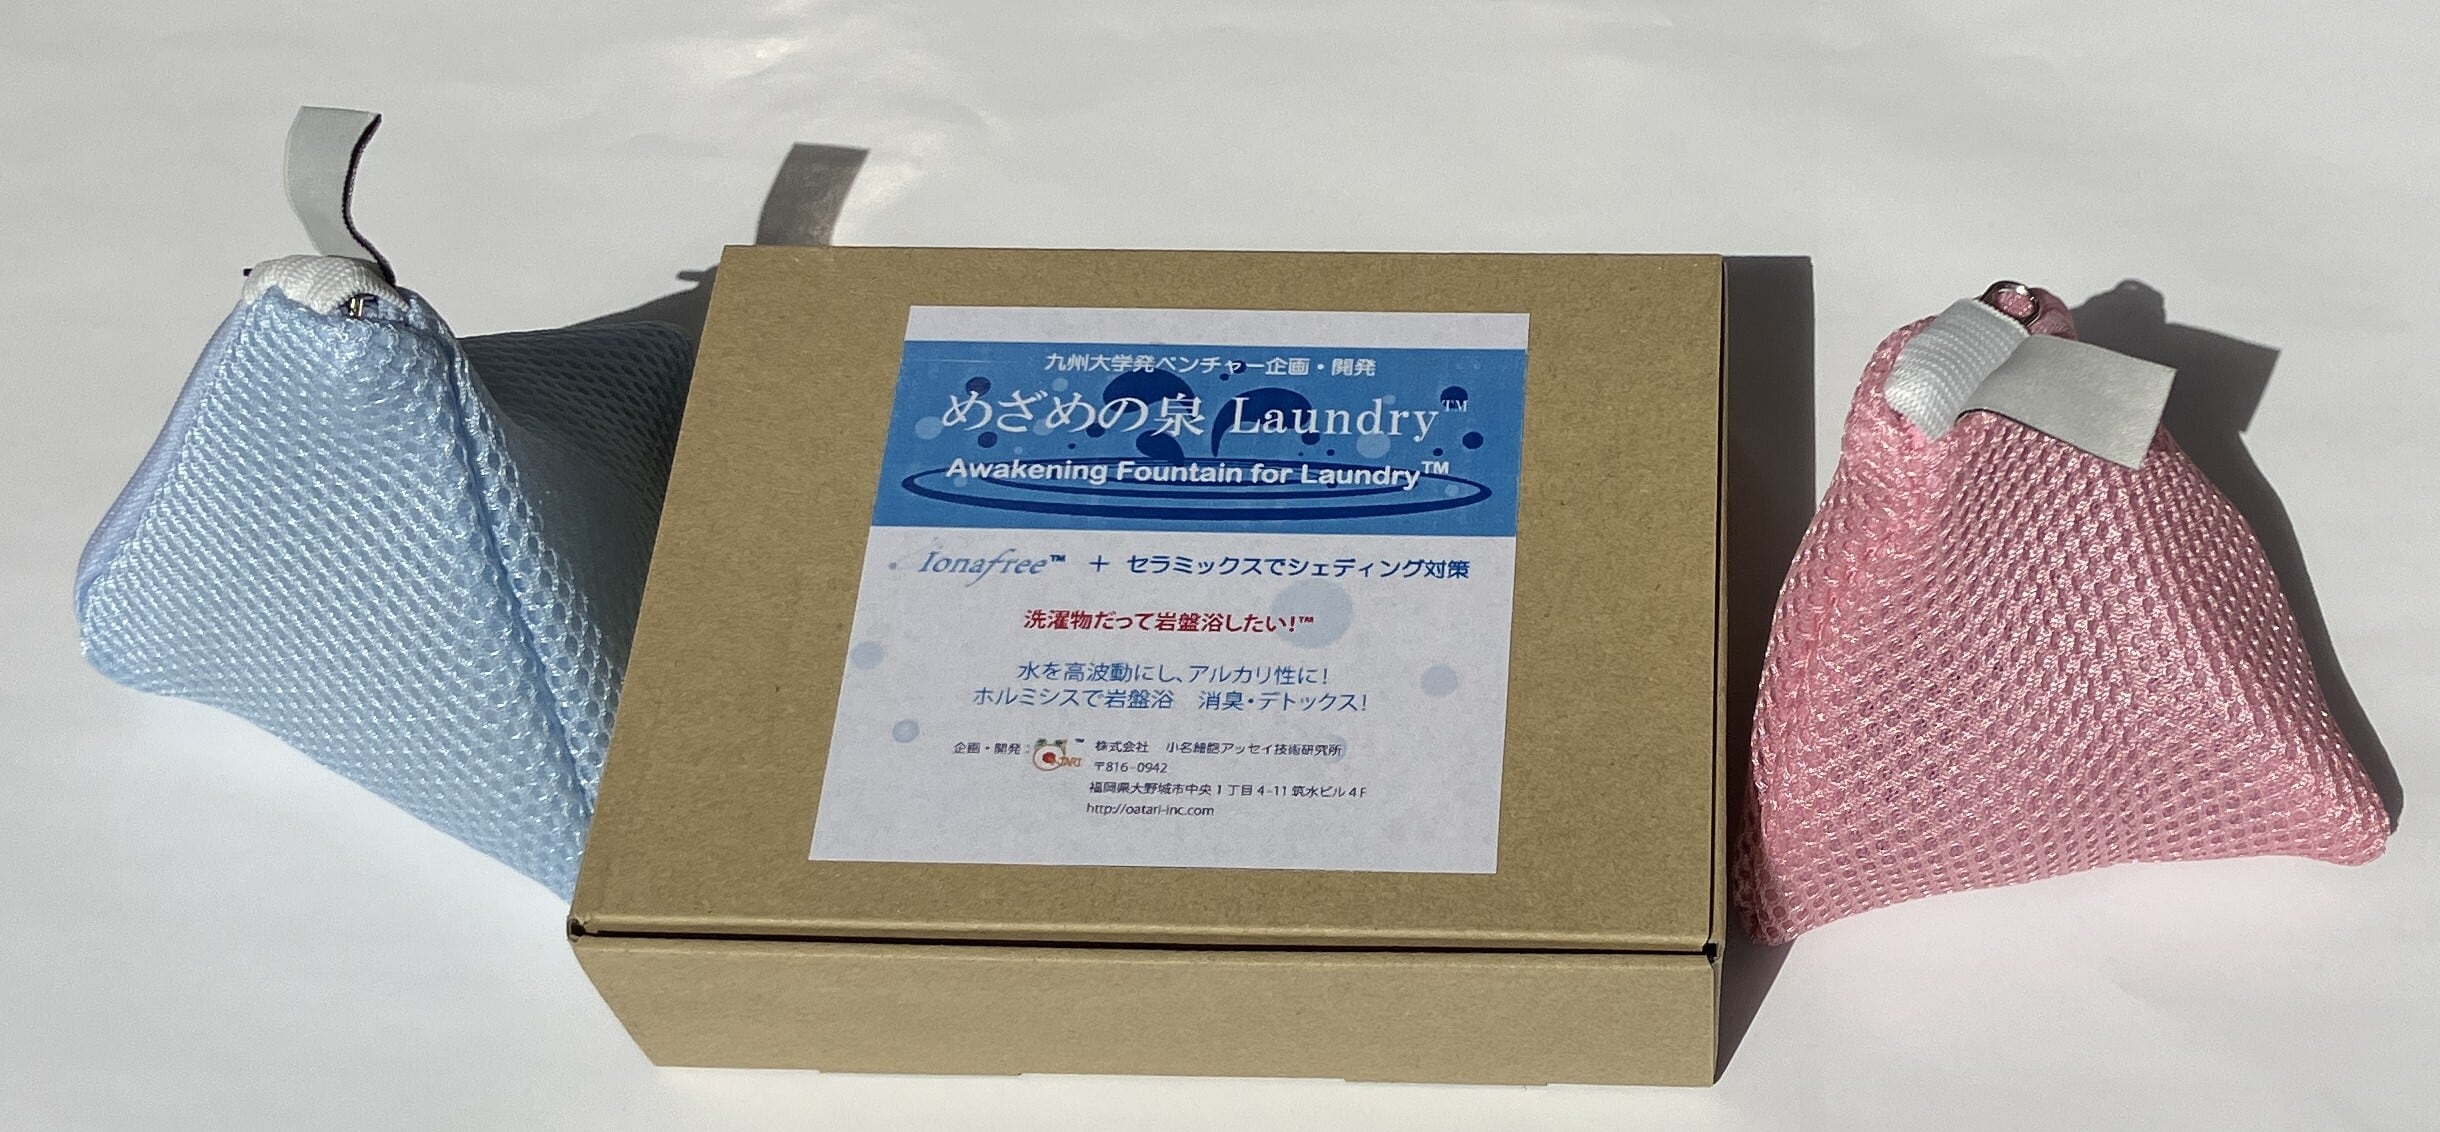 九州大学発ベンチャー企画・開発
めざめの泉 Laundry™
Awakening Fountain for Laundry™
Ionafree™ + セラミックスでシェディング対策
洗濯物だって岩盤浴したい!™
水を高波動にし、アルカリ性に!
ホルミシスで岩盤浴 消臭・デトックス!
企画・開発: ATARI™ 株式会社 小名細胞アッセイ技術研究所
〒816-0942
福岡県大野城市中央1丁目4-11 筑水ビル4F
http://oatari-inc.com